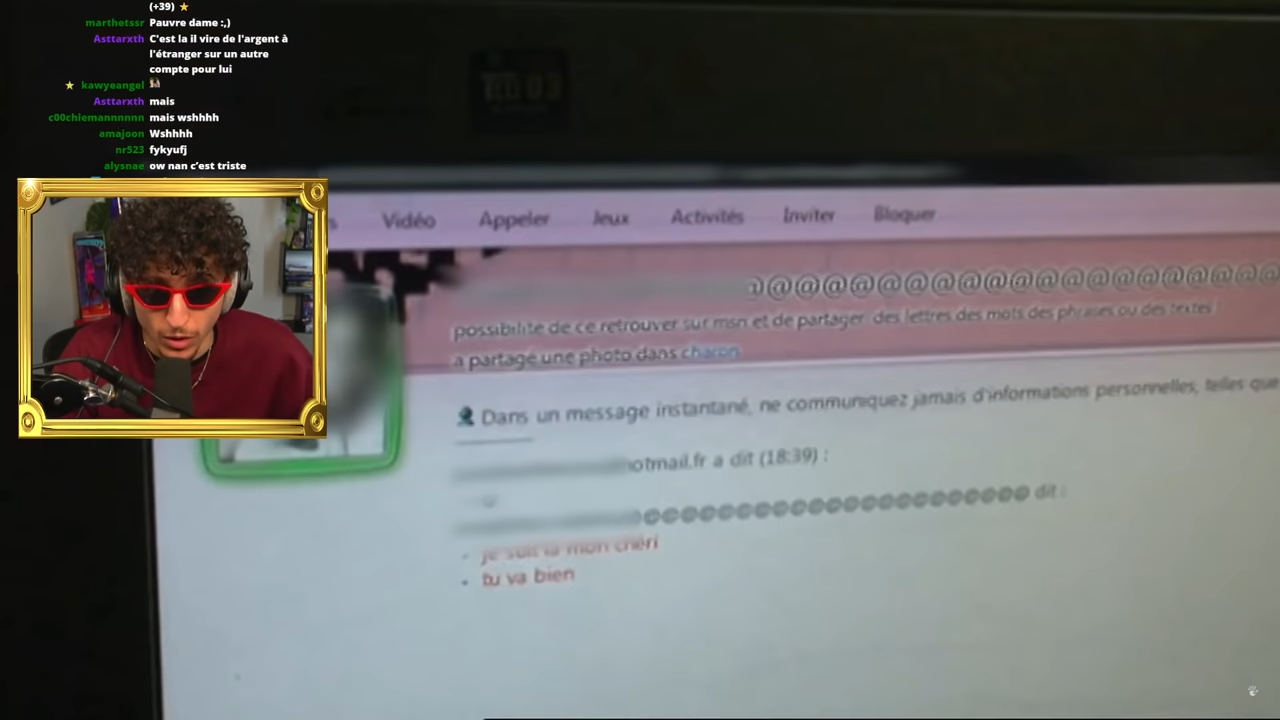 (+39)
marthetssr Pauvre dame :,)
Asttarxth C'est la il vire de l'argent à
l'étranger sur un autre
compte pour lui
kawyeangel
Asttarxth mais
c00chiemannnnnn mais wshhhh
amajoon Wshhhh
nr523 fykyufj
alysnae ow nan c'est triste
s Vidéo Appeler Jeux Activités Inviter Bloquer
@@@@@@@@@@@@@@@@@@@@
possibilite de ce retrouver sur msn et de partager des lettres des mots des phrases ou des textes
a partagé une photo dans charon
Dans un message instantané, ne communiquez jamais d'informations personnelles, telles que
otmail.fr a dit (18:39) :
@@@@@@@@@@@@@@@@@@@@@ dit :
je suit la mon chéri
tu va bien